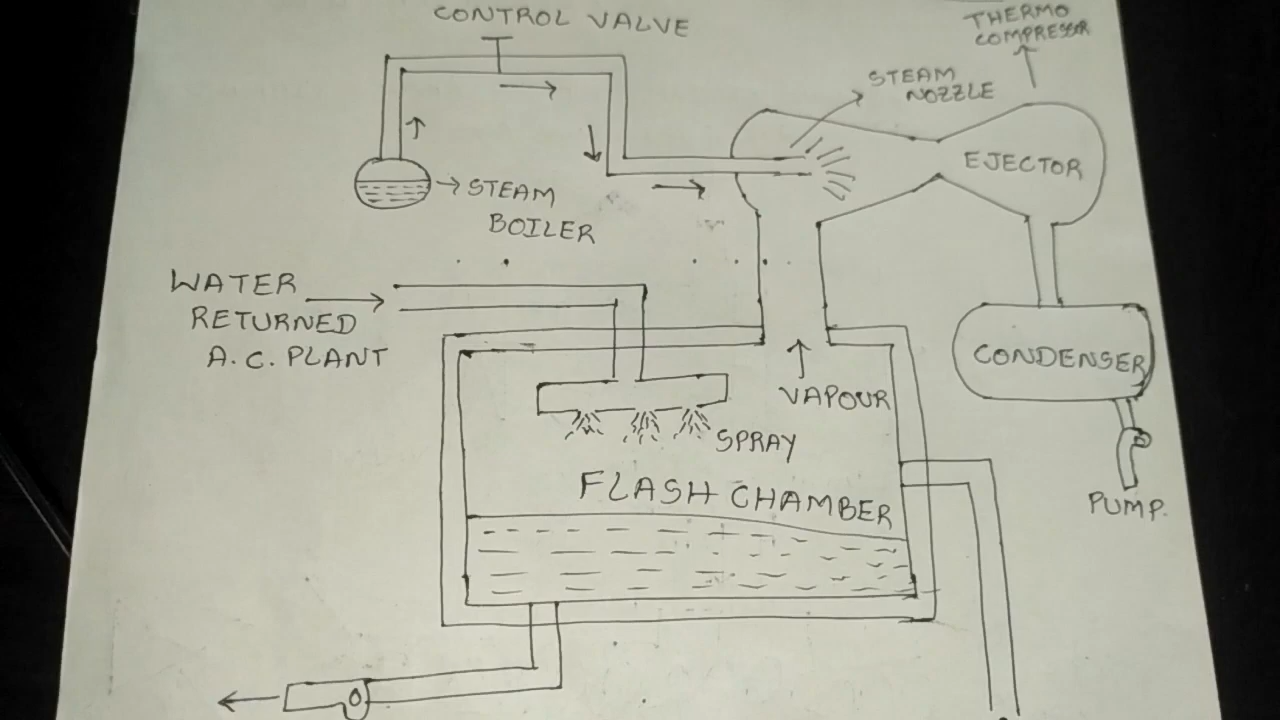 CONTROL VALVE
THERMO
COMPRESSOR
STEAM
NOZZLE
EJECTOR
STEAM
BOILER
WATER
RETURNED
A.C. PLANT
CONDENSER
VAPOUR
SPRAY
FLASH CHAMBER
PUMP.